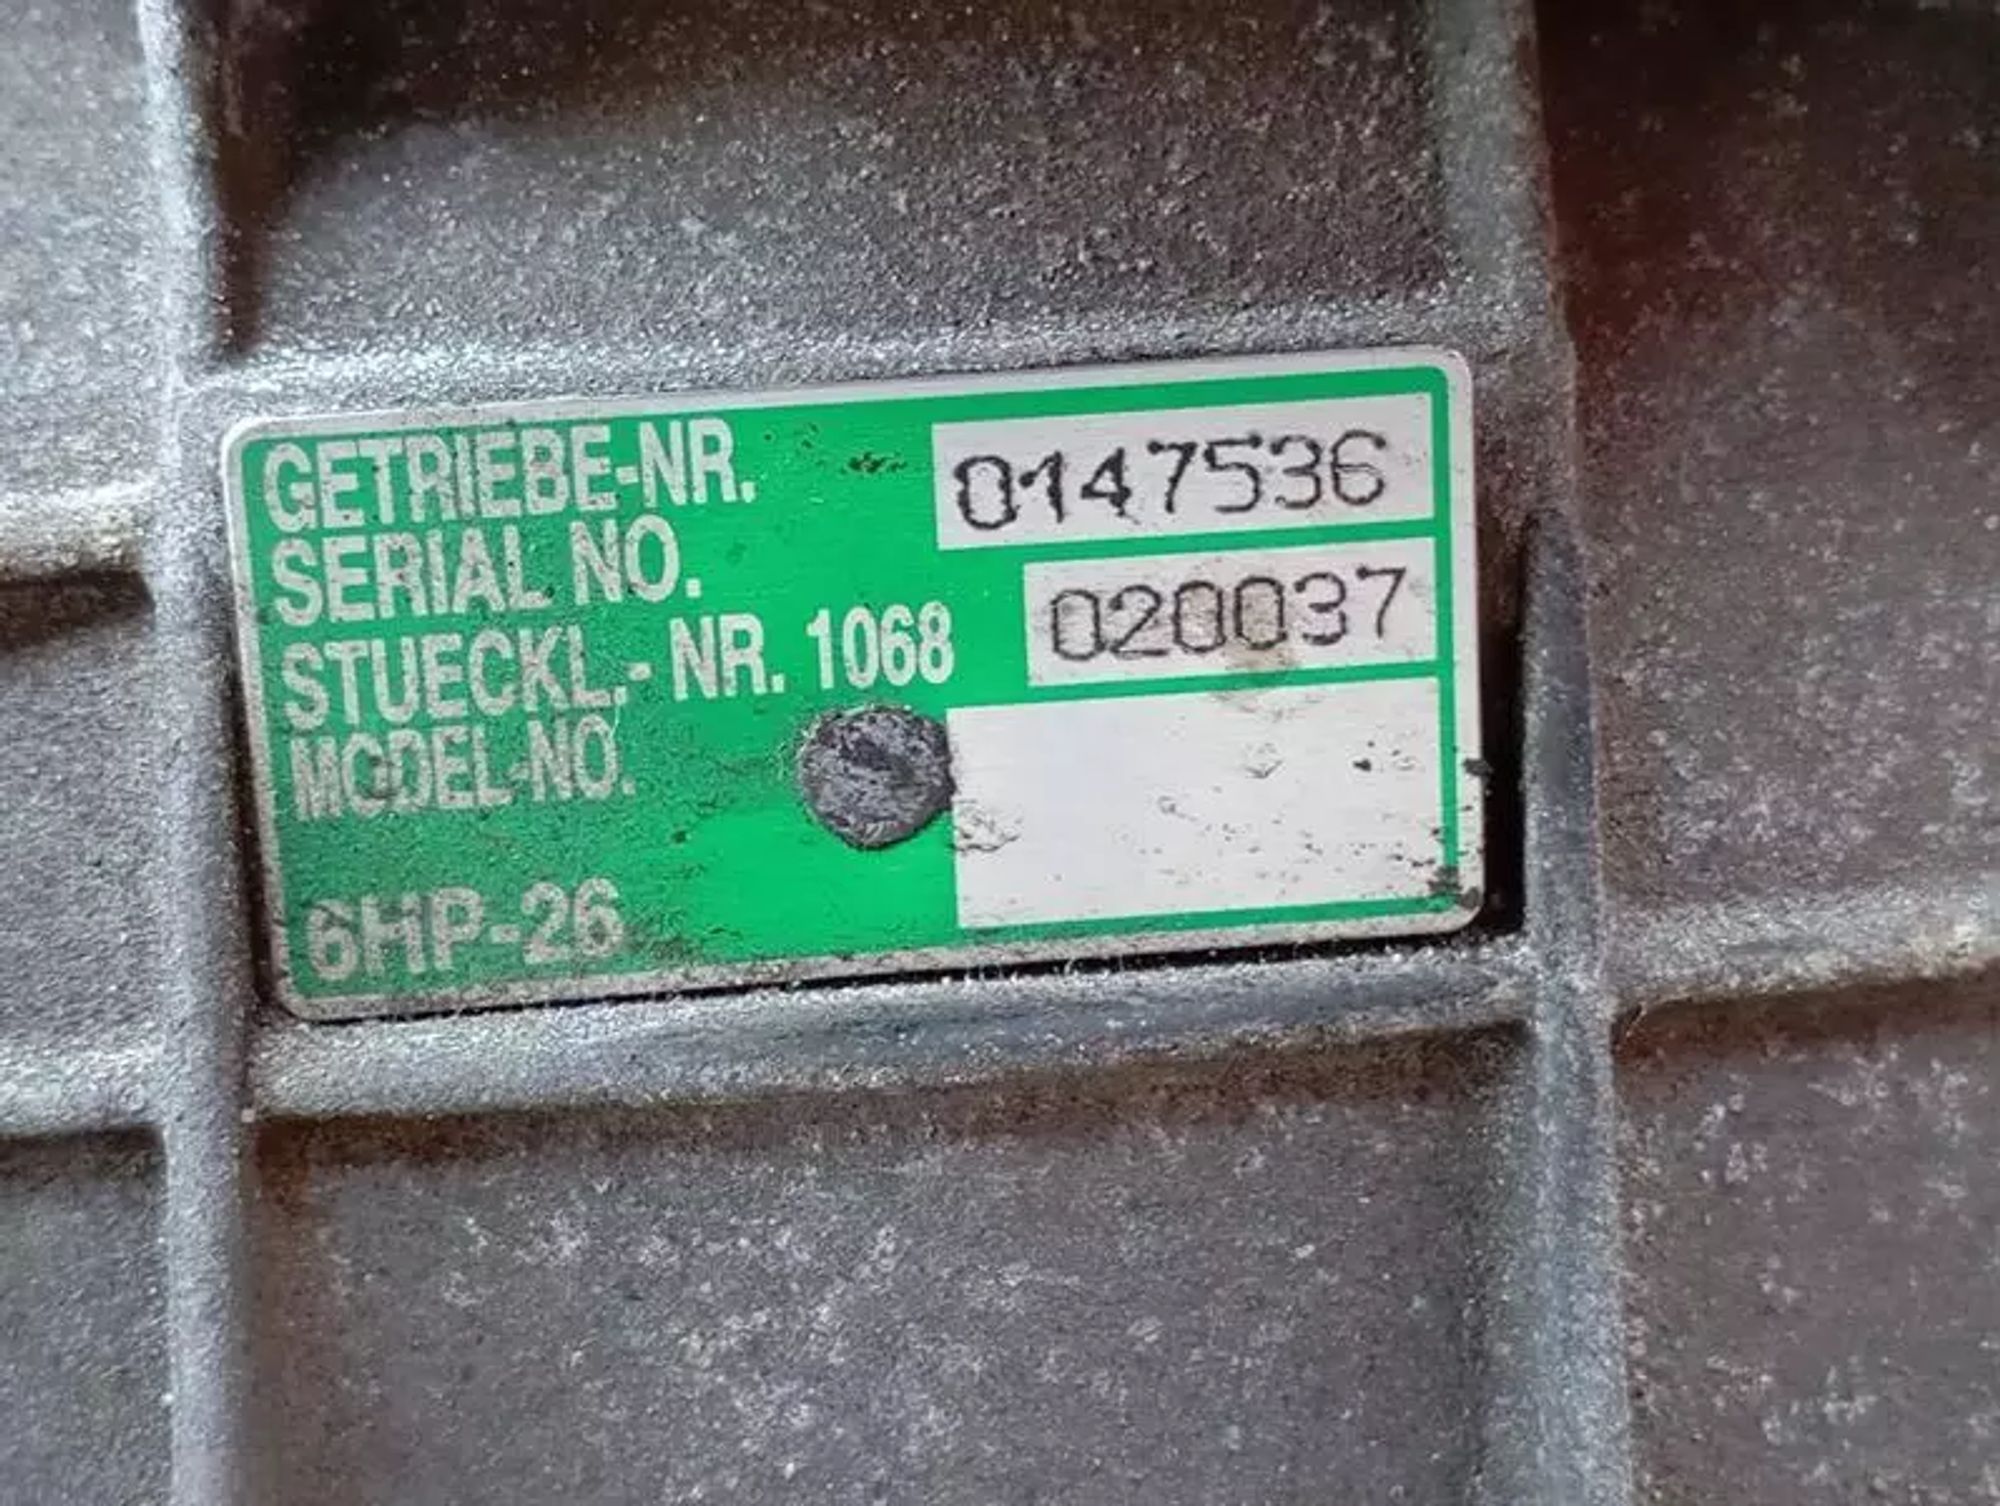 GETRIEBE-NR. 0147536
SERIAL NO.
STUECKL.- NR. 1068 020037
MODEL-NO.
6HP-26